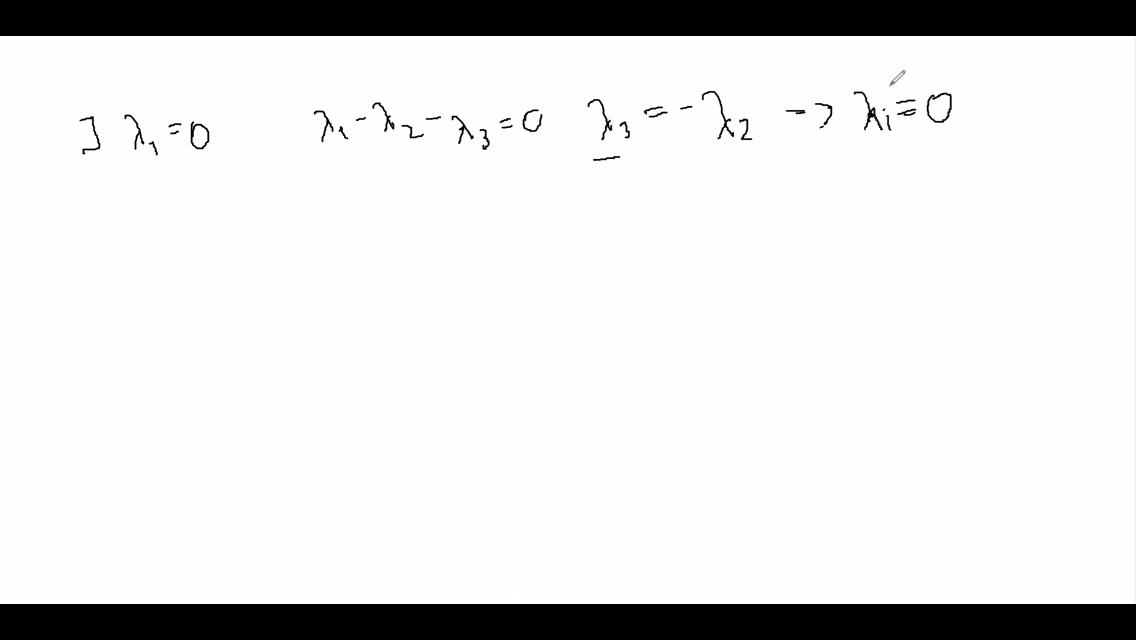 ∃ λ₁ = 0 λ₁ - λ₂ - λ₃ = 0 λ₃ = - λ₂ → λᵢ = 0